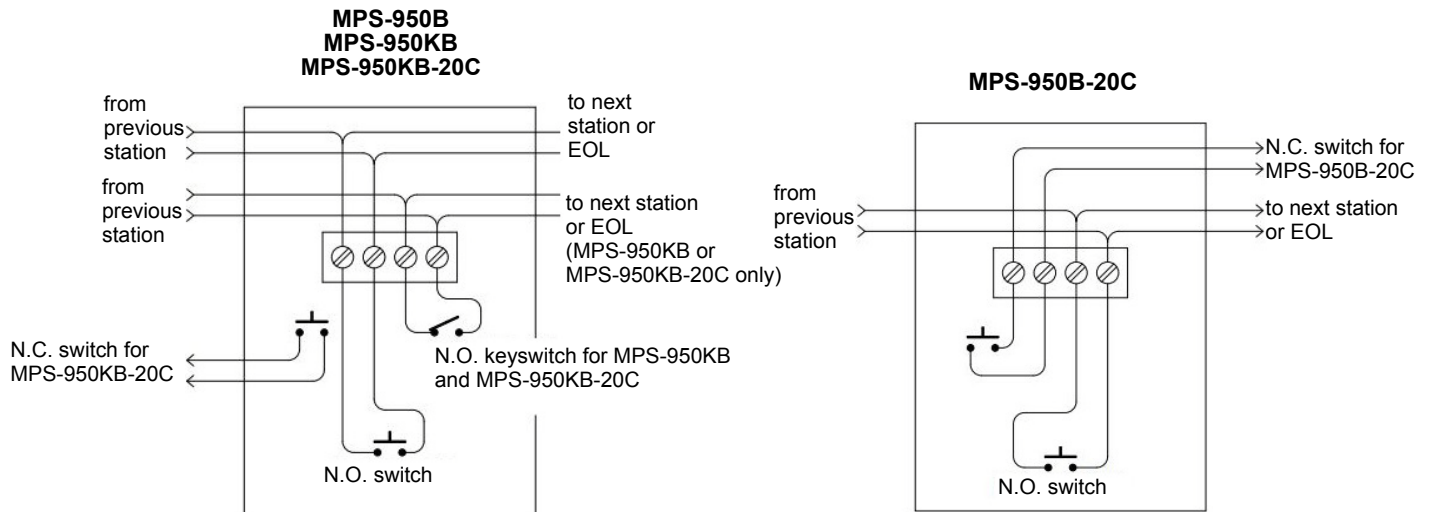 MPS-950B
MPS-950KB
MPS-950KB-20C
from
previous
station
to next
station or
EOL
from
previous
station
to next station
or EOL
(MPS-950KB or
MPS-950KB-20C only)
N.C. switch for
MPS-950KB-20C
N.O. keyswitch for MPS-950KB
and MPS-950KB-20C
N.O. switch
MPS-950B-20C
N.C. switch for
MPS-950B-20C
from
previous
station
to next station
or EOL
N.O. switch